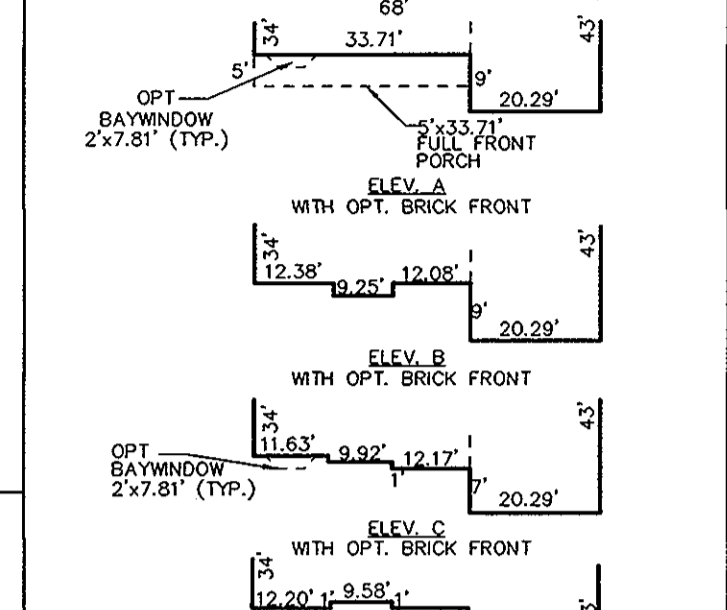 68'
34'
33.71'
43'
5'
9'
OPT
BAYWINDOW
2'x7.81' (TYP.)
20.29'
5'x33.71'
FULL FRONT
PORCH
ELEV. A
WITH OPT. BRICK FRONT
34'
43'
12.38'
9.25'
12.08'
9'
20.29'
ELEV. B
WITH OPT. BRICK FRONT
34'
43'
11.63'
9.92'
12.17'
OPT
BAYWINDOW
2'x7.81' (TYP.)
1'
7'
20.29'
ELEV. C
WITH OPT. BRICK FRONT
34'
12.20'
1'
9.58'
1'